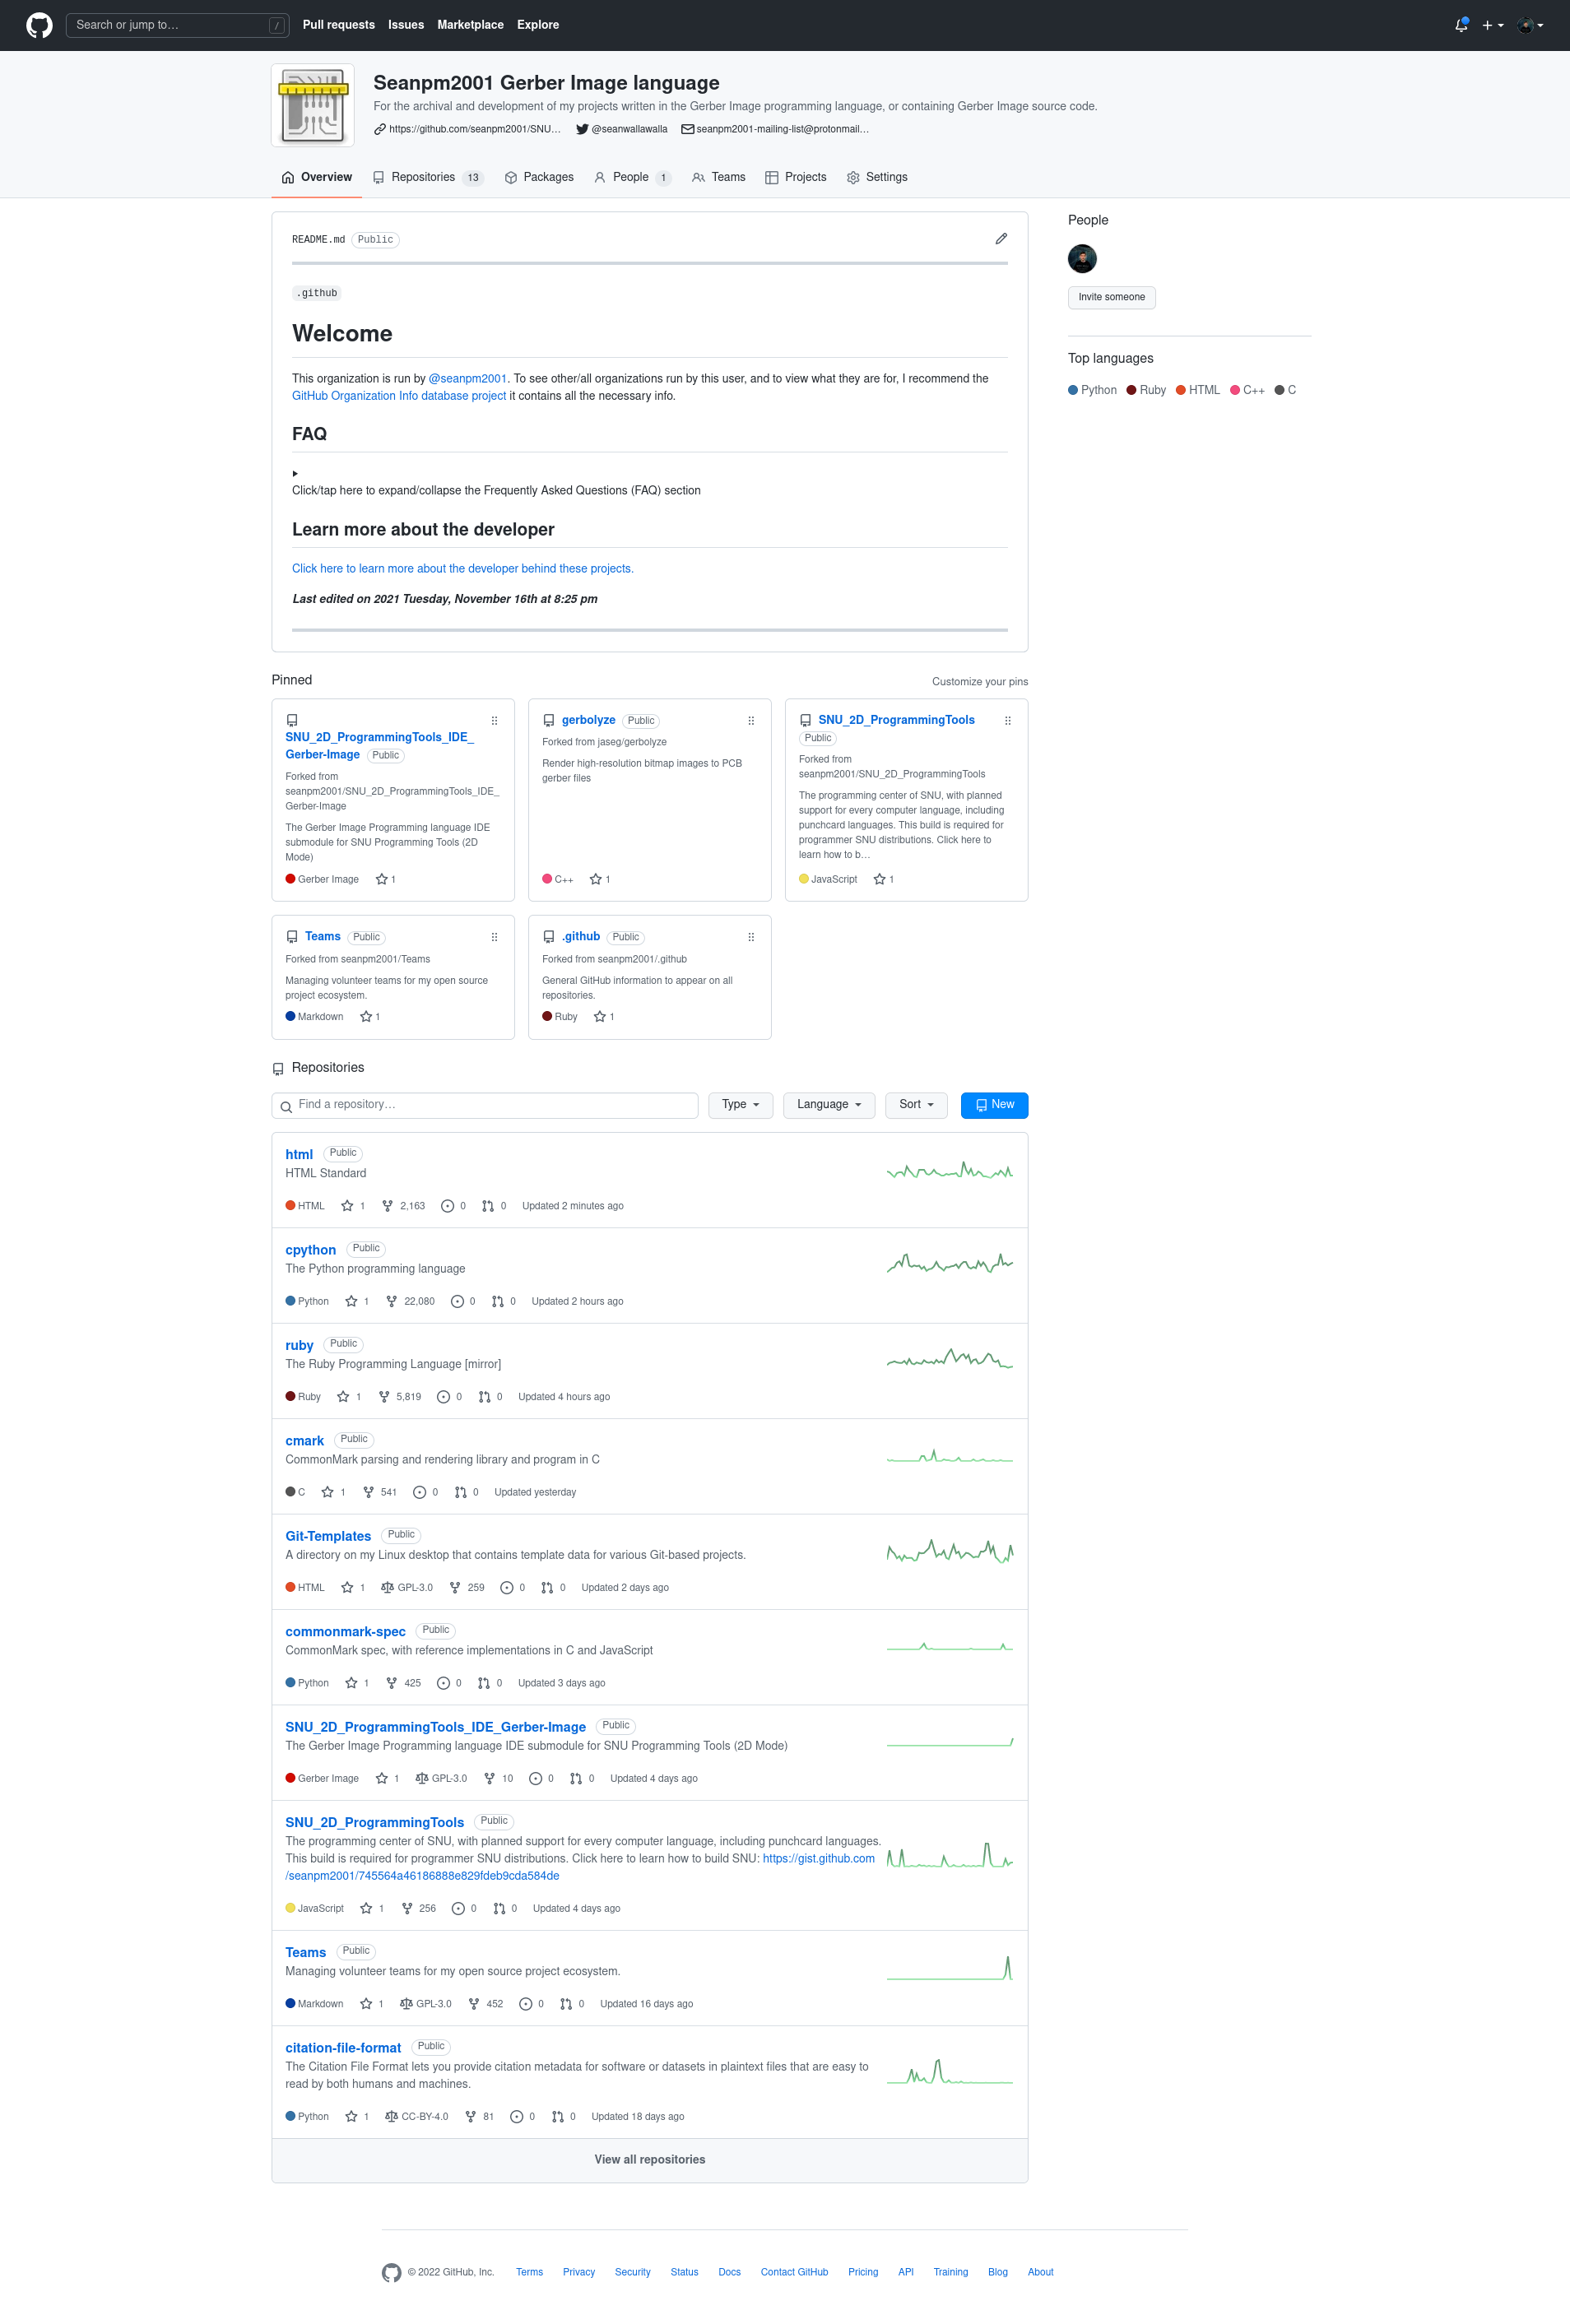 Search or jump to…
/
Pull requests
Issues
Marketplace
Explore
Seanpm2001 Gerber Image language
For the archival and development of my projects written in the Gerber Image programming language, or containing Gerber Image source code.
https://github.com/seanpm2001/SNU…
@seanwallawalla
seanpm2001-mailing-list@protonmail…
Overview
Repositories 13
Packages
People 1
Teams
Projects
Settings
README.md Public
.github
Welcome
This organization is run by @seanpm2001. To see other/all organizations run by this user, and to view what they are for, I recommend the
GitHub Organization Info database project it contains all the necessary info.
FAQ
Click/tap here to expand/collapse the Frequently Asked Questions (FAQ) section
Learn more about the developer
Click here to learn more about the developer behind these projects.
Last edited on 2021 Tuesday, November 16th at 8:25 pm
People
Invite someone
Top languages
Python Ruby HTML C++ C
Pinned
Customize your pins
SNU_2D_ProgrammingTools_IDE_
Gerber-Image Public
Forked from
seanpm2001/SNU_2D_ProgrammingTools_IDE_
Gerber-Image
The Gerber Image Programming language IDE
submodule for SNU Programming Tools (2D
Mode)
Gerber Image 1
gerbolyze Public
Forked from jaseg/gerbolyze
Render high-resolution bitmap images to PCB
gerber files
C++ 1
SNU_2D_ProgrammingTools
Public
Forked from
seanpm2001/SNU_2D_ProgrammingTools
The programming center of SNU, with planned
support for every computer language, including
punchcard languages. This build is required for
programmer SNU distributions. Click here to
learn how to b…
JavaScript 1
Teams Public
Forked from seanpm2001/Teams
Managing volunteer teams for my open source
project ecosystem.
Markdown 1
.github Public
Forked from seanpm2001/.github
General GitHub information to appear on all
repositories.
Ruby 1
Repositories
Find a repository…
Type
Language
Sort
New
html Public
HTML Standard
HTML 1 2,163 0 0 Updated 2 minutes ago
cpython Public
The Python programming language
Python 1 22,080 0 0 Updated 2 hours ago
ruby Public
The Ruby Programming Language [mirror]
Ruby 1 5,819 0 0 Updated 4 hours ago
cmark Public
CommonMark parsing and rendering library and program in C
C 1 541 0 0 Updated yesterday
Git-Templates Public
A directory on my Linux desktop that contains template data for various Git-based projects.
HTML 1 GPL-3.0 259 0 0 Updated 2 days ago
commonmark-spec Public
CommonMark spec, with reference implementations in C and JavaScript
Python 1 425 0 0 Updated 3 days ago
SNU_2D_ProgrammingTools_IDE_Gerber-Image Public
The Gerber Image Programming language IDE submodule for SNU Programming Tools (2D Mode)
Gerber Image 1 GPL-3.0 10 0 0 Updated 4 days ago
SNU_2D_ProgrammingTools Public
The programming center of SNU, with planned support for every computer language, including punchcard languages.
This build is required for programmer SNU distributions. Click here to learn how to build SNU: https://gist.github.com
/seanpm2001/745564a46186888e829fdeb9cda584de
JavaScript 1 256 0 0 Updated 4 days ago
Teams Public
Managing volunteer teams for my open source project ecosystem.
Markdown 1 GPL-3.0 452 0 0 Updated 16 days ago
citation-file-format Public
The Citation File Format lets you provide citation metadata for software or datasets in plaintext files that are easy to
read by both humans and machines.
Python 1 CC-BY-4.0 81 0 0 Updated 18 days ago
View all repositories
© 2022 GitHub, Inc.
Terms
Privacy
Security
Status
Docs
Contact GitHub
Pricing
API
Training
Blog
About